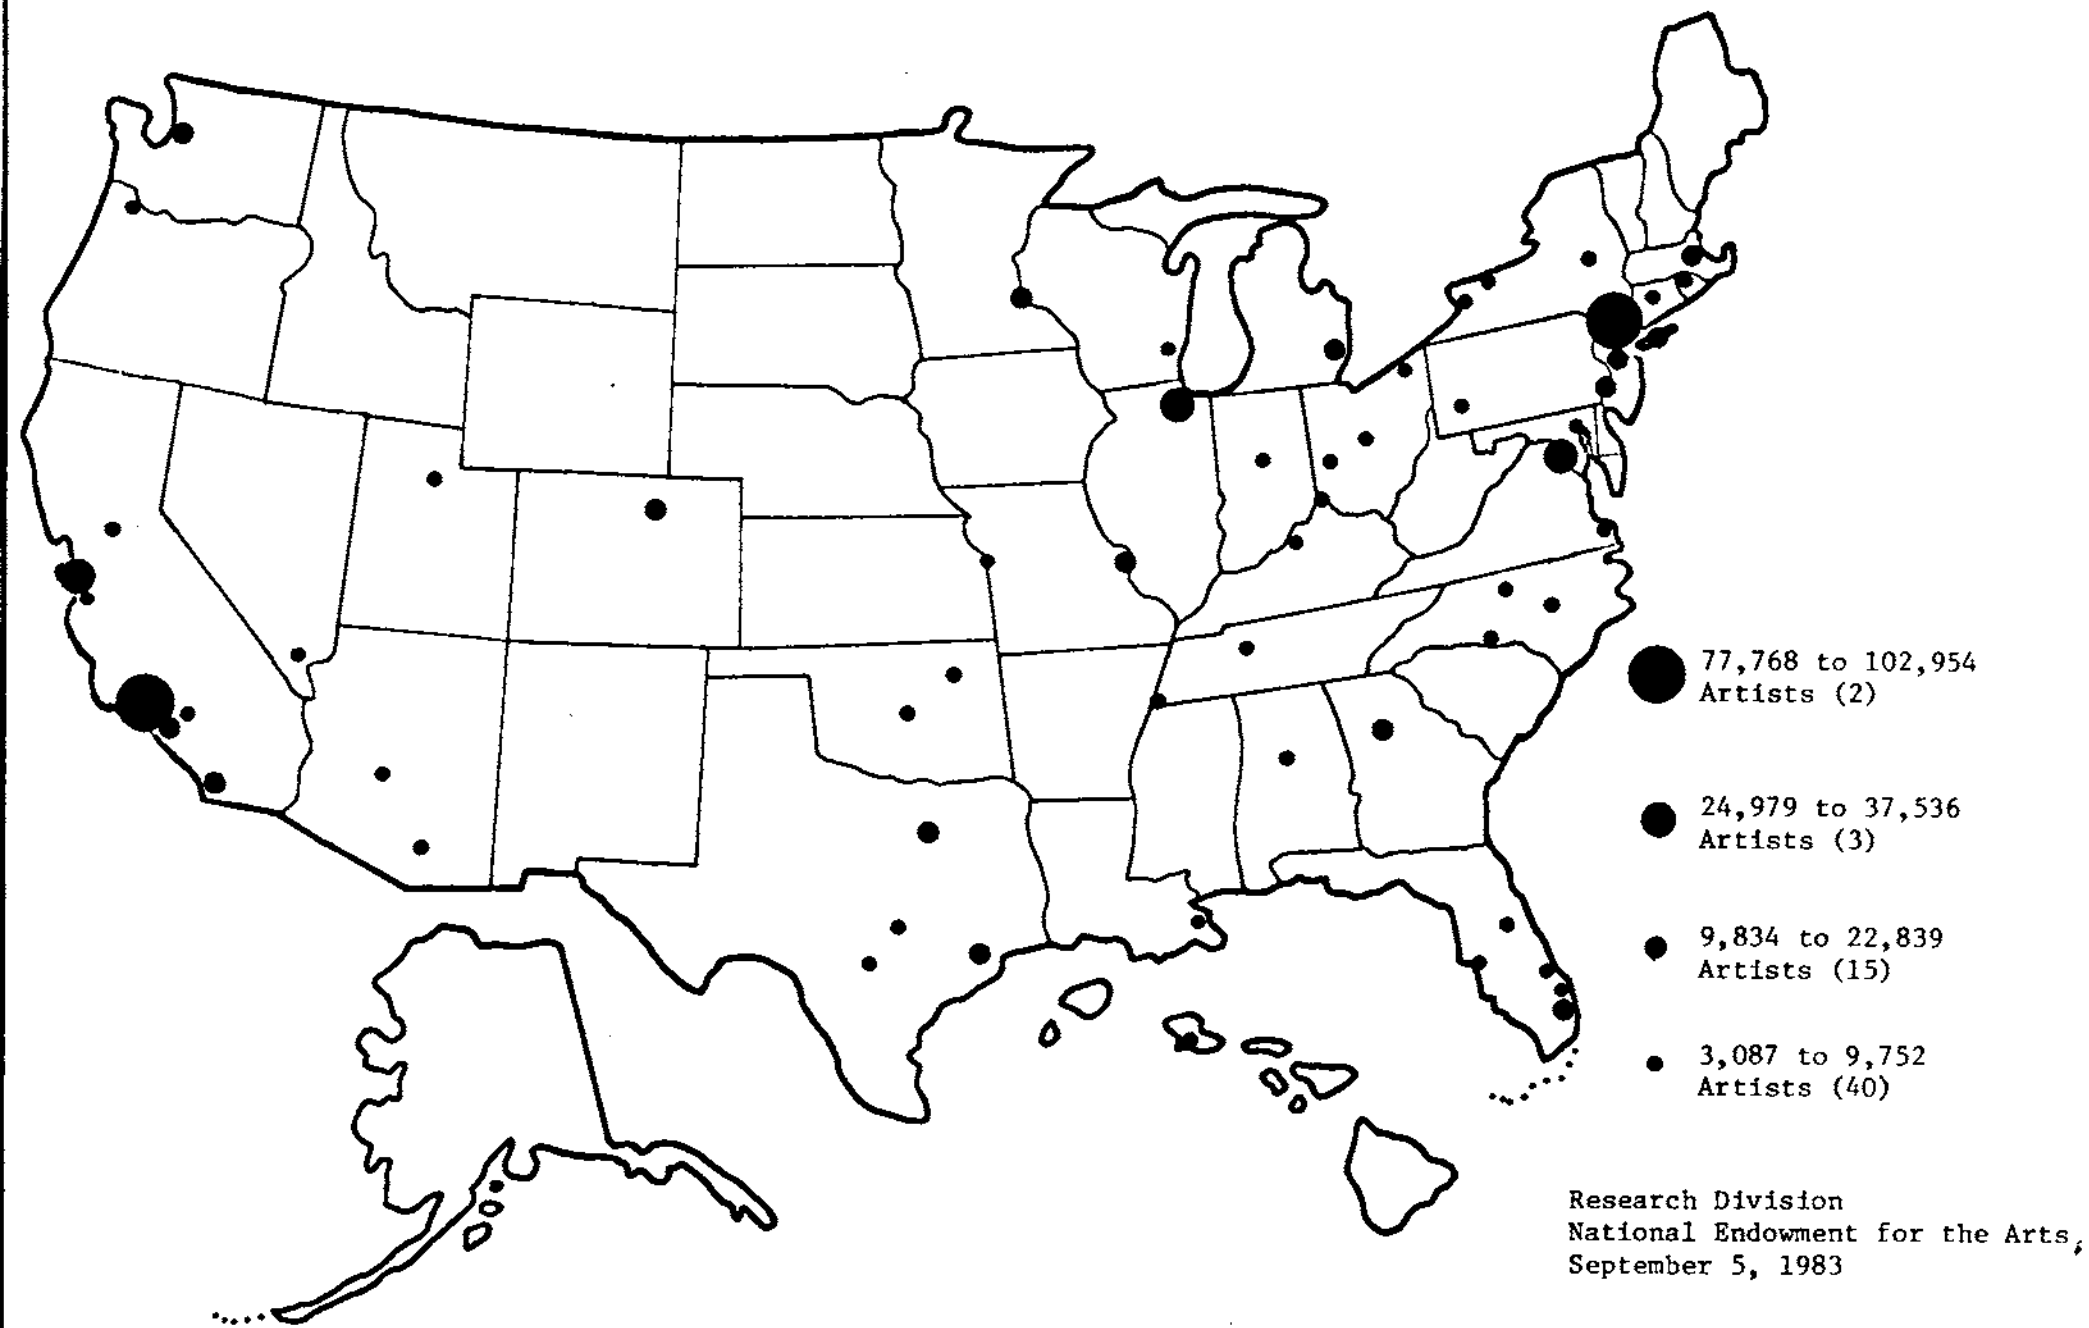 77,768 to 102,954
Artists (2)
24,979 to 37,536
Artists (3)
9,834 to 22,839
Artists (15)
3,087 to 9,752
Artists (40)
Research Division
National Endowment for the Arts,
September 5, 1983